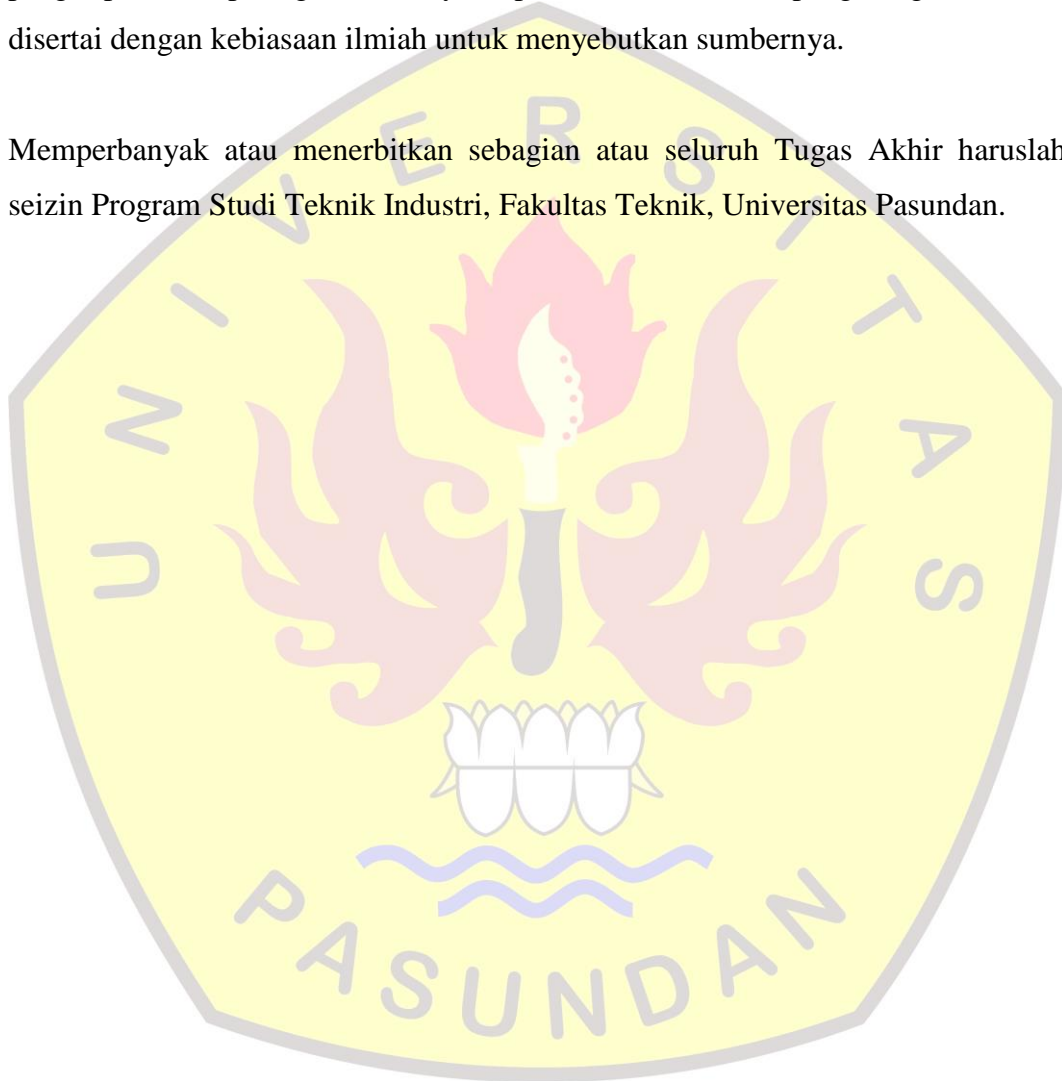 disertai dengan kebiasaan ilmiah untuk menyebutkan sumbernya.
Memperbanyak atau menerbitkan sebagian atau seluruh Tugas Akhir haruslah
seizin Program Studi Teknik Industri, Fakultas Teknik, Universitas Pasundan.
UNIVERSITAS
PASUNDAN